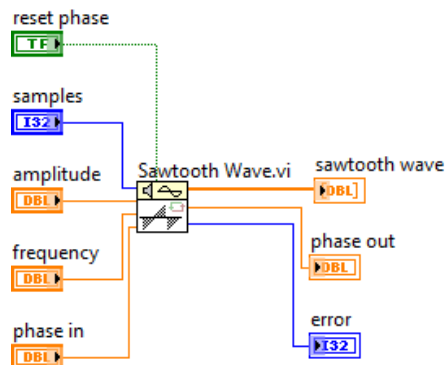 reset phase
TF
samples
I32
Sawtooth Wave.vi
sawtooth wave
DBL
amplitude
DBL
phase out
DBL
frequency
DBL
error
I32
phase in
DBL